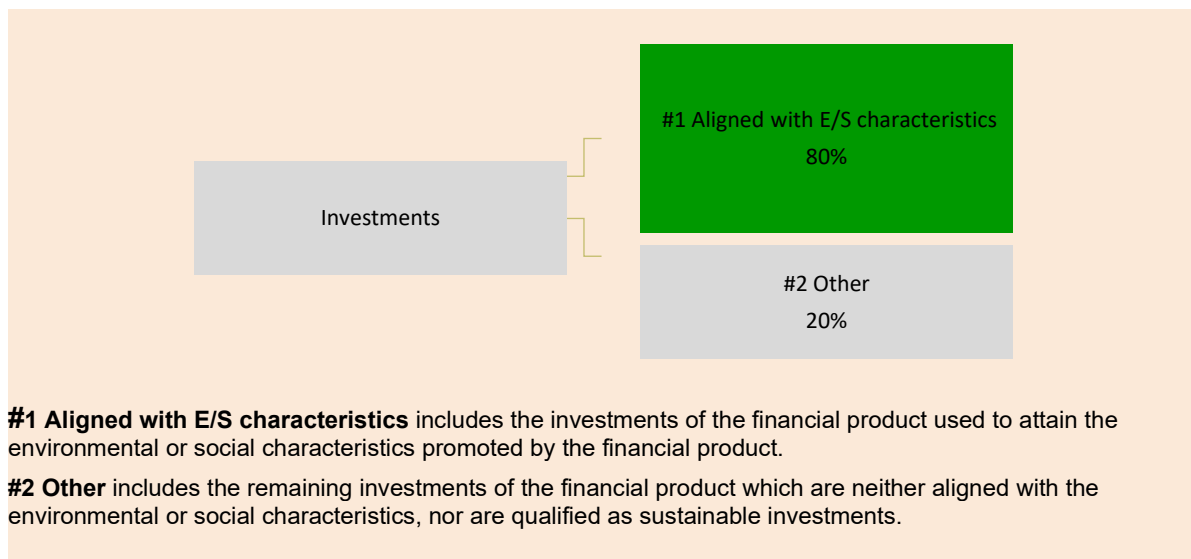 #1 Aligned with E/S characteristics
80%
Investments
#2 Other
20%
#1 Aligned with E/S characteristics includes the investments of the financial product used to attain the
environmental or social characteristics promoted by the financial product.
#2 Other includes the remaining investments of the financial product which are neither aligned with the
environmental or social characteristics, nor are qualified as sustainable investments.